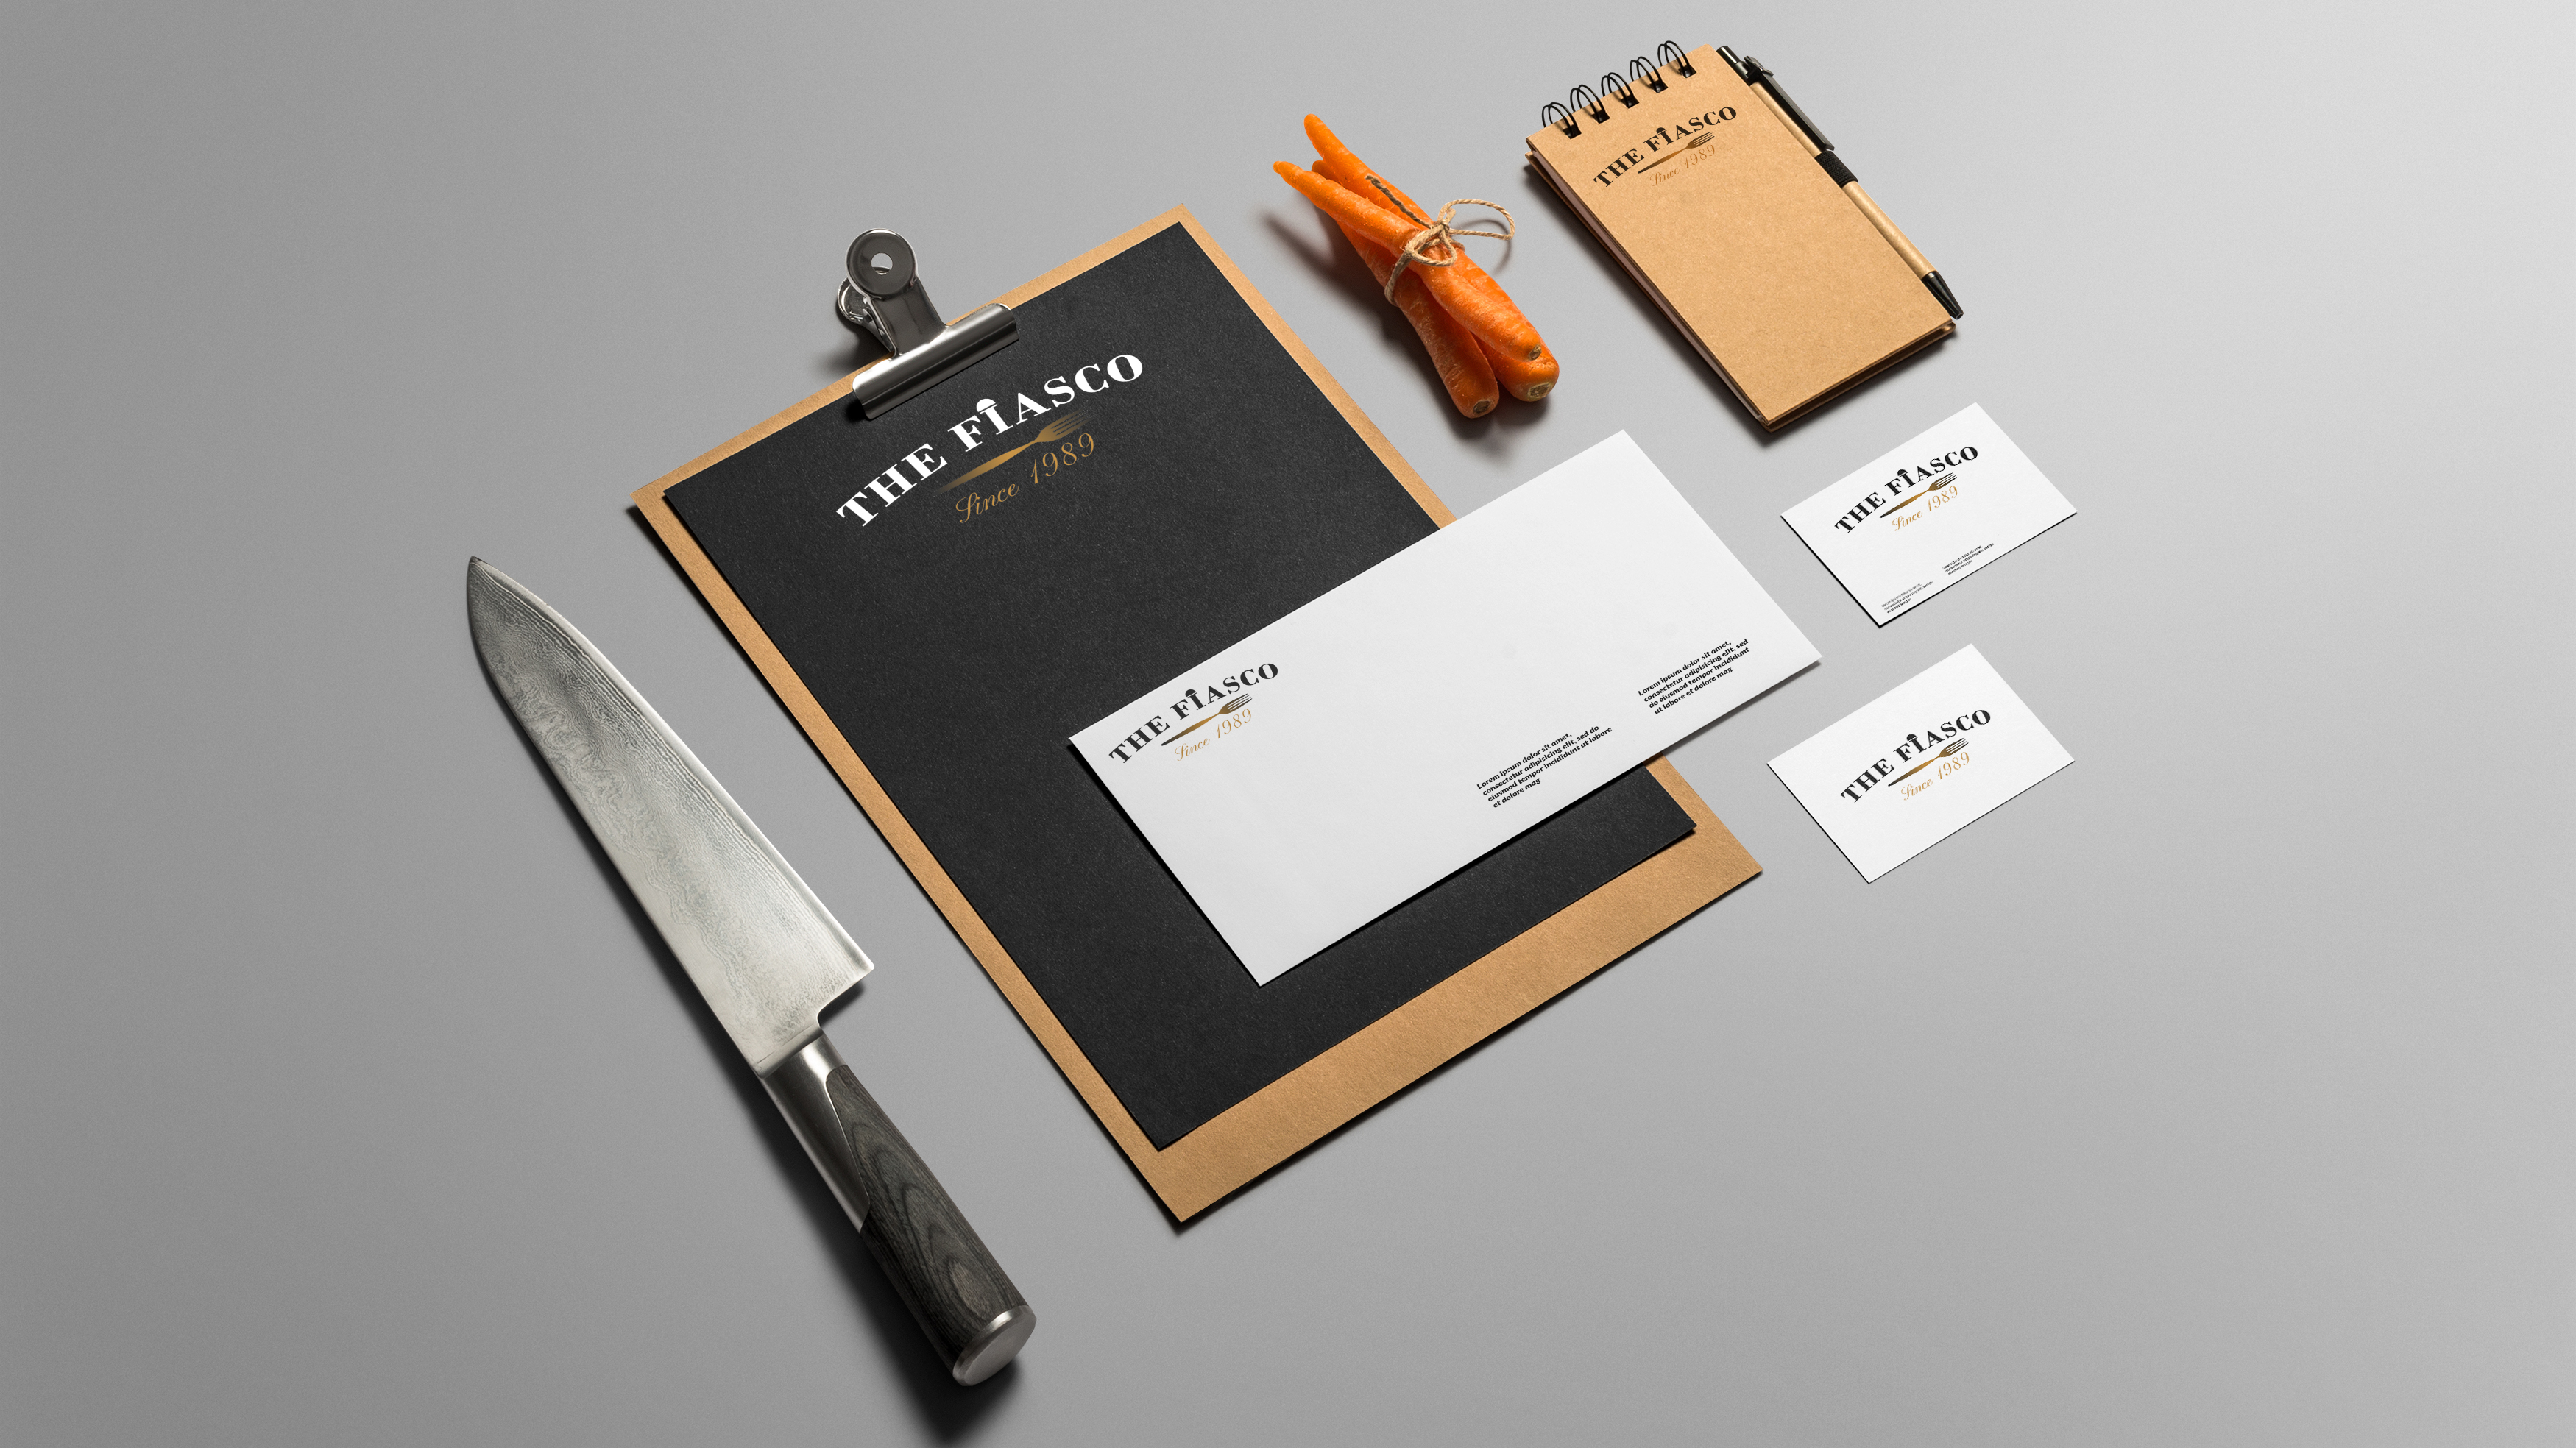 THE FIASCO
Since 1989
THE FIASCO
Since 1989
THE FIASCO
Since 1989
Lorem ipsum dolor sit amet,
consectetur adipisicing elit, sed do
eiusmod tempor incididunt ut labore
et dolore mag
Lorem ipsum dolor sit amet,
consectetur adipisicing elit, sed
do eiusmod tempor incididunt
ut labore et dolore mag
THE FIASCO
Since 1989
THE FIASCO
Since 1989